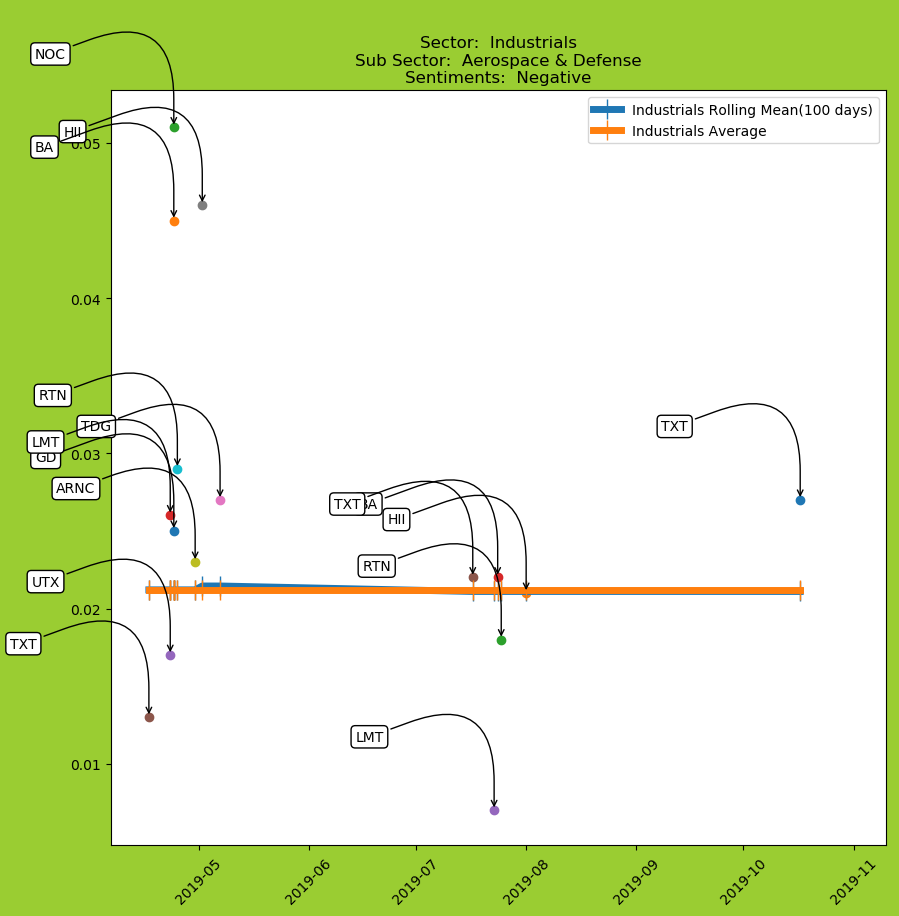 Sector:  Industrials
Sub Sector:  Aerospace & Defense
Sentiments:  Negative
Industrials Rolling Mean(100 days)
Industrials Average
NOC
HII
BA
0.05
0.04
RTN
TDG
LMT
GD
0.03
ARNC
TXT
TXT
BA
HII
RTN
UTX
0.02
TXT
LMT
0.01
2019-05
2019-06
2019-07
2019-08
2019-09
2019-10
2019-11